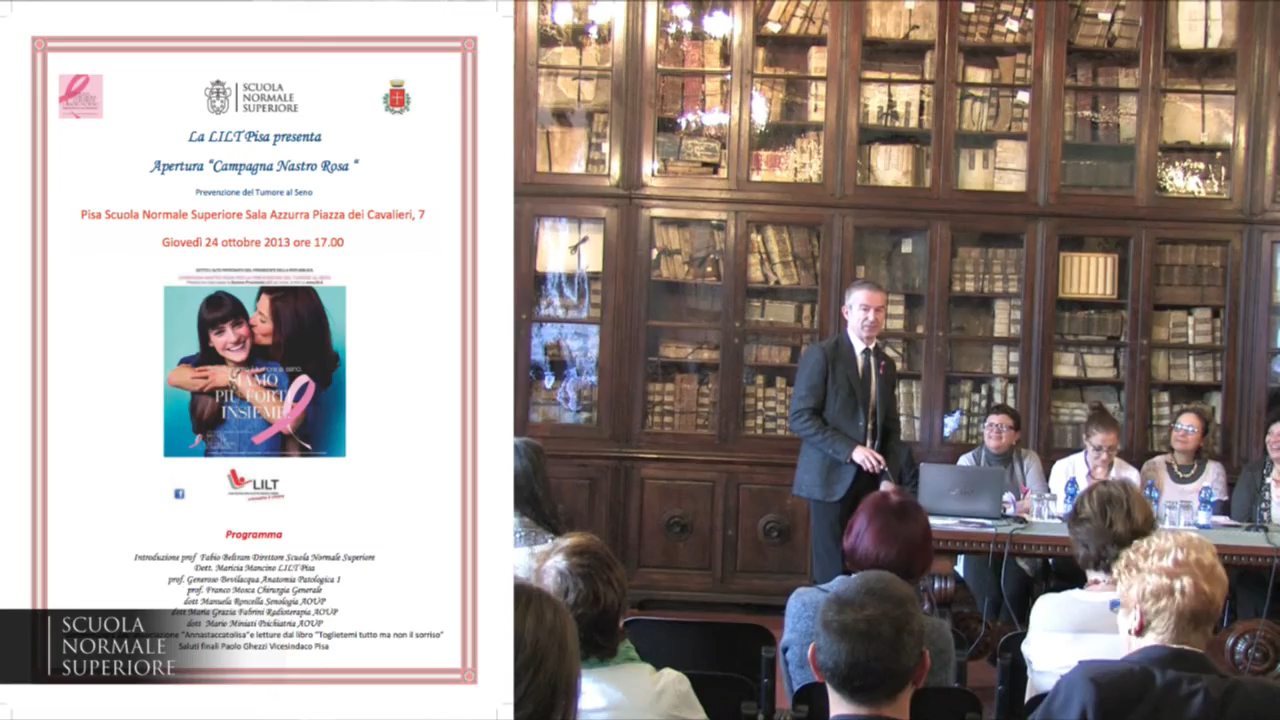 SCUOLA
NORMALE
SUPERIORE
La LILT Pisa presenta
Apertura "Campagna Nastro Rosa "
Prevenzione del Tumore al Seno
Pisa Scuola Normale Superiore Sala Azzurra Piazza dei Cavalieri, 7
Giovedì 24 ottobre 2013 ore 17.00
SIAMO
PIÙ FORTI
INSIEME
LILT
Programma
Introduzione prof Fabio Beltram Direttore Scuola Normale Superiore
Dott. Maricia Mancino LILT Pisa
prof. Generoso Bevilacqua Anatomia Patologica 1
prof. Franco Mosca Chirurgia Generale
dott Manuela Roncella Senologia AOUP
dott Maria Grazia Fabrini Radioterapia AOUP
dott Mario Miniati Psichiatria AOUP
"Annastaccatolisa"e letture dal libro "Toglietemi tutto ma non il sorriso"
Saluti finali Paolo Ghezzi Vicesindaco Pisa
SCUOLA
NORMALE
SUPERIORE